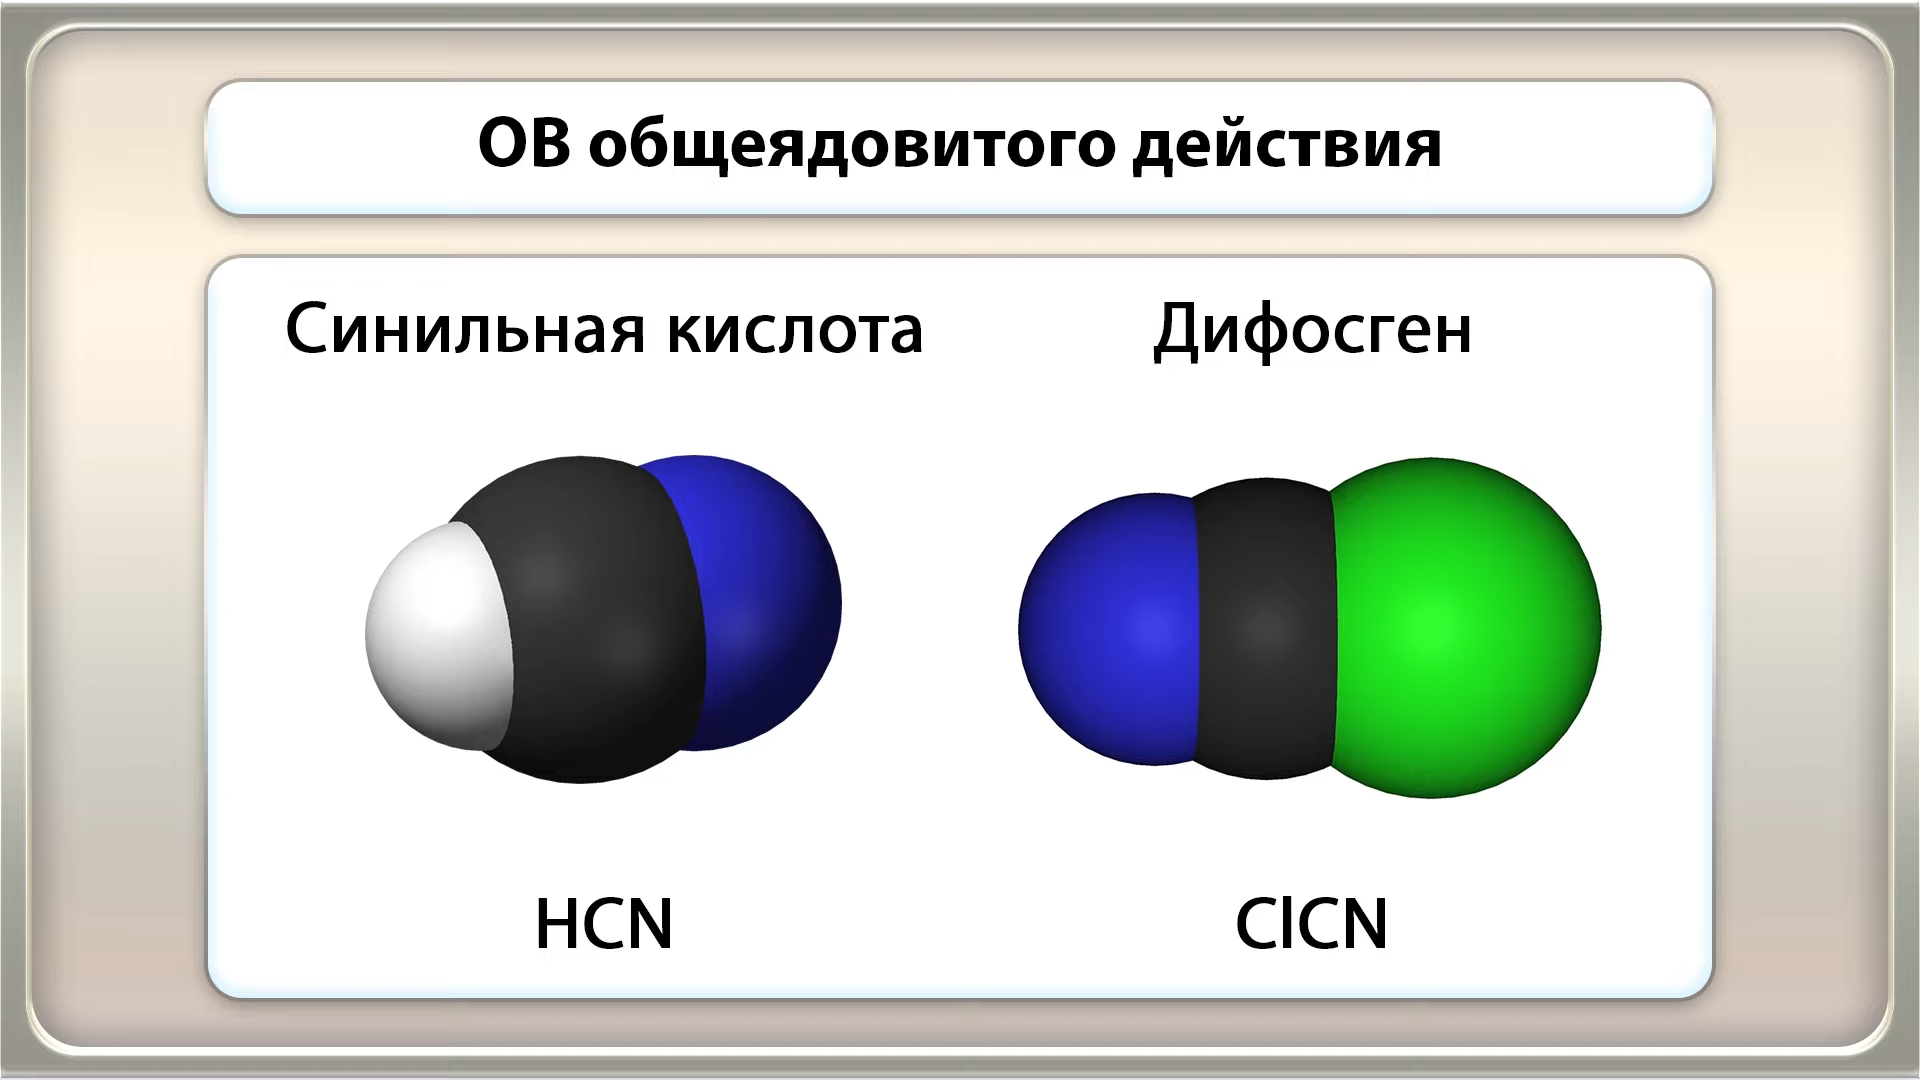 ОВ общеядовитого действия
Синильная кислота
Дифосген
HCN
ClCN